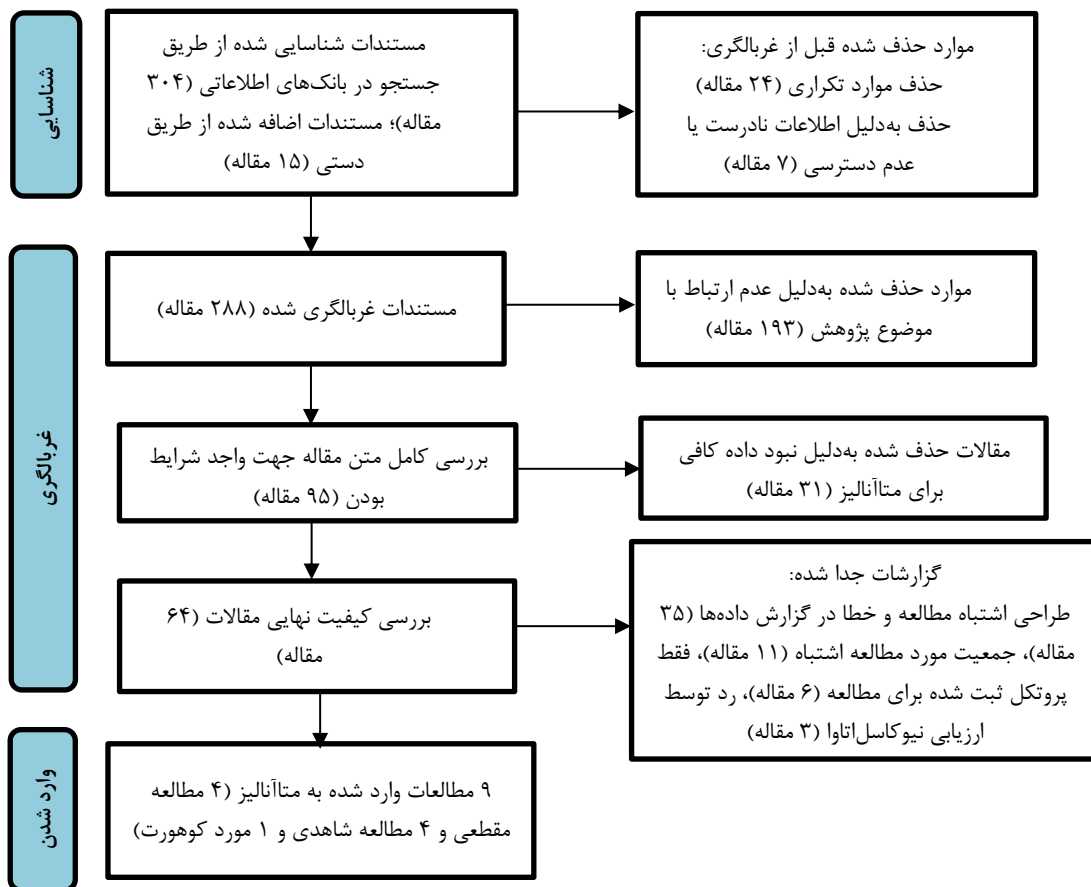 شناسایی
مستندات شناسایی شده از طریق
جستجو در بانک‌های اطلاعاتی (۳۰۴
مقاله)؛ مستندات اضافه شده از طریق
دستی (۱۵ مقاله)
موارد حذف شده قبل از غربالگری:
حذف موارد تکراری (۲۴ مقاله)
حذف به‌دلیل اطلاعات نادرست یا
عدم دسترسی (۷ مقاله)
غربالگری
مستندات غربالگری شده (۲۸۸ مقاله)
موارد حذف شده به‌دلیل عدم ارتباط با
موضوع پژوهش (۱۹۳ مقاله)
بررسی کامل متن مقاله جهت واجد شرایط
بودن (۹۵ مقاله)
مقالات حذف شده به‌دلیل نبود داده کافی
برای متاآنالیز (۳۱ مقاله)
بررسی کیفیت نهایی مقالات (۶۴
مقاله)
گزارشات جدا شده:
طراحی اشتباه مطالعه و خطا در گزارش داده‌ها (۳۵
مقاله)، جمعیت مورد مطالعه اشتباه (۱۱ مقاله)، فقط
پروتکل ثبت شده برای مطالعه (۶ مقاله)، رد توسط
ارزیابی نیوکاسل‌اتاوا (۳ مقاله)
وارد شدن
۹ مطالعات وارد شده به متاآنالیز (۴ مطالعه
مقطعی و ۴ مطالعه شاهدی و ۱ مورد کوهورت)